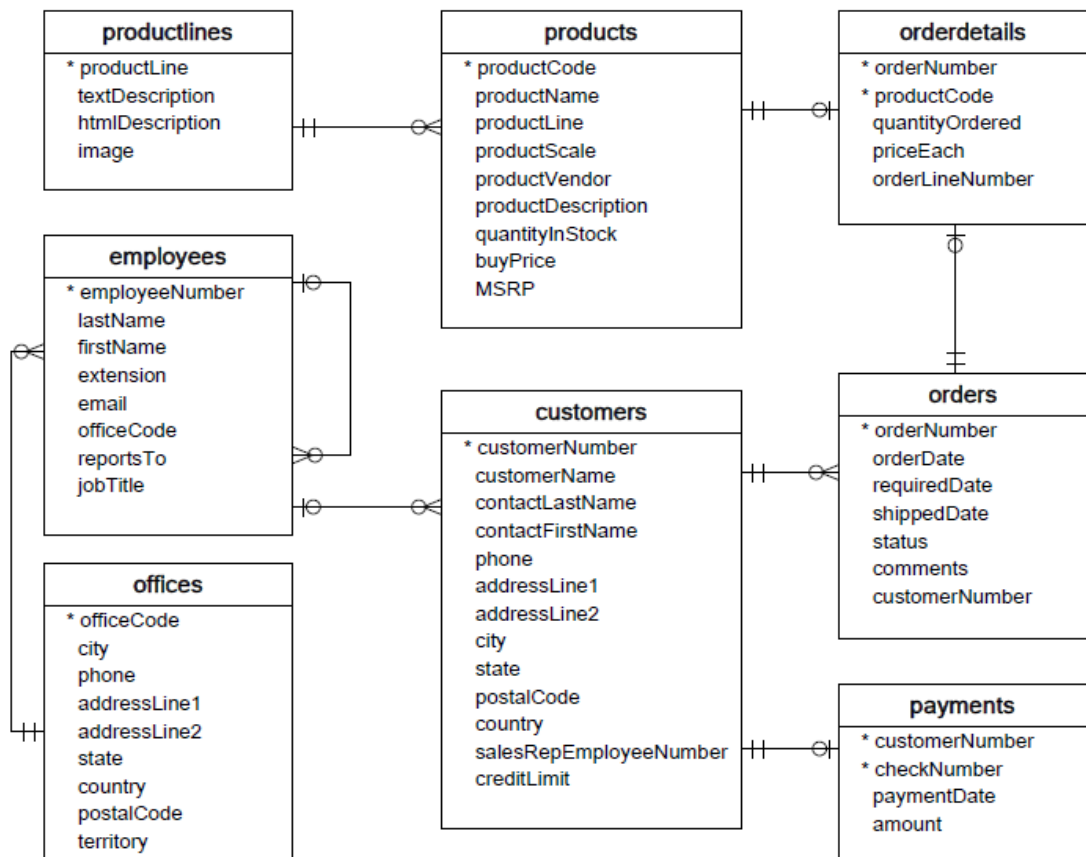 productlines
* productLine
textDescription
htmlDescription
image
products
* productCode
productName
productLine
productScale
productVendor
productDescription
quantityInStock
buyPrice
MSRP
orderdetails
* orderNumber
* productCode
quantityOrdered
priceEach
orderLineNumber
employees
* employeeNumber
lastName
firstName
extension
email
officeCode
reportsTo
jobTitle
customers
* customerNumber
customerName
contactLastName
contactFirstName
phone
addressLine1
addressLine2
city
state
postalCode
country
salesRepEmployeeNumber
creditLimit
orders
* orderNumber
orderDate
requiredDate
shippedDate
status
comments
customerNumber
offices
* officeCode
city
phone
addressLine1
addressLine2
state
country
postalCode
territory
payments
* customerNumber
* checkNumber
paymentDate
amount